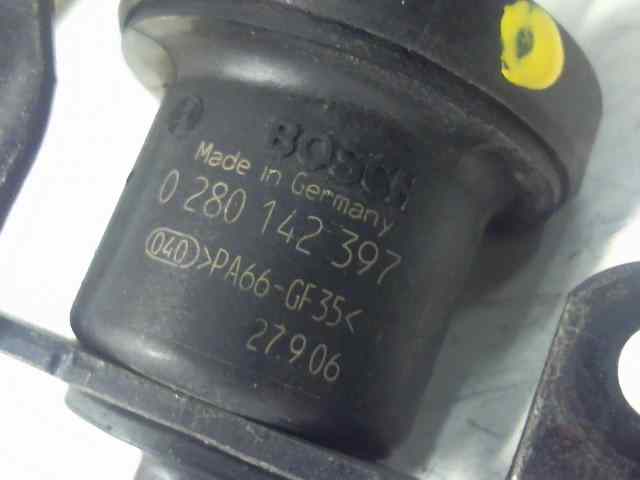 BOSCH
Made in Germany
0 280 142 397
040 >PA66-GF35<
27.9.06